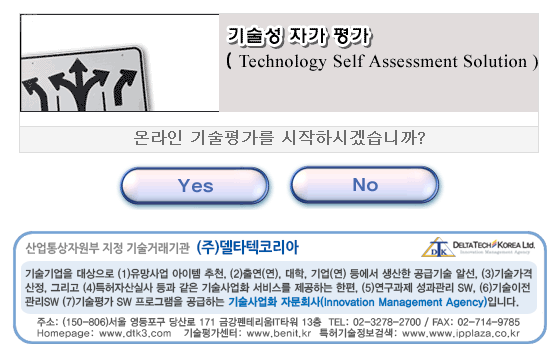 기술성 자가 평가
( Technology Self Assessment Solution )
온라인 기술평가를 시작하시겠습니까?
Yes
No
산업통상자원부 지정 기술거래기관 (주)델타텍코리아
DTK DELTATECH KOREA Ltd.
Innovation Management Agency
기술기업을 대상으로 (1)유망사업 아이템 추천, (2)출연(연), 대학, 기업(연) 등에서 생산한 공급기술 알선, (3)기술가격
산정, 그리고 (4)특허자산실사 등과 같은 기술사업화 서비스를 제공하는 한편, (5)연구과제 성과관리 SW, (6)기술이전
관리SW (7)기술평가 SW 프로그램을 공급하는 기술사업화 자문회사(Innovation Management Agency)입니다.
주소: (150-806)서울 영등포구 당산로 171 금강펜테리움IT타워 13층 TEL: 02-3278-2700 / FAX: 02-714-9785
Homepage: www.dtk3.com 기술평가센터: www.benit.kr 특허기술정보검색: www.www.ipplaza.co.kr